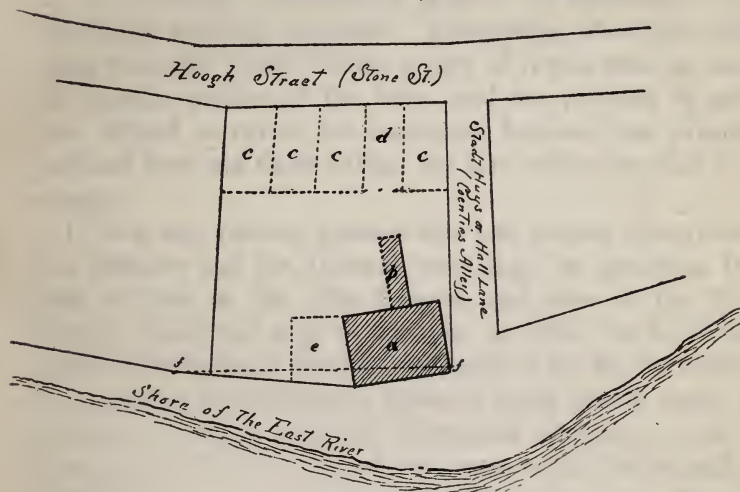 Hoogh Straet (Stone St.)
c
c
c
d
c
Stadt Huys or Hall Lane
(Coenties Alley)
b
e
a
f
f
Shore of The East River